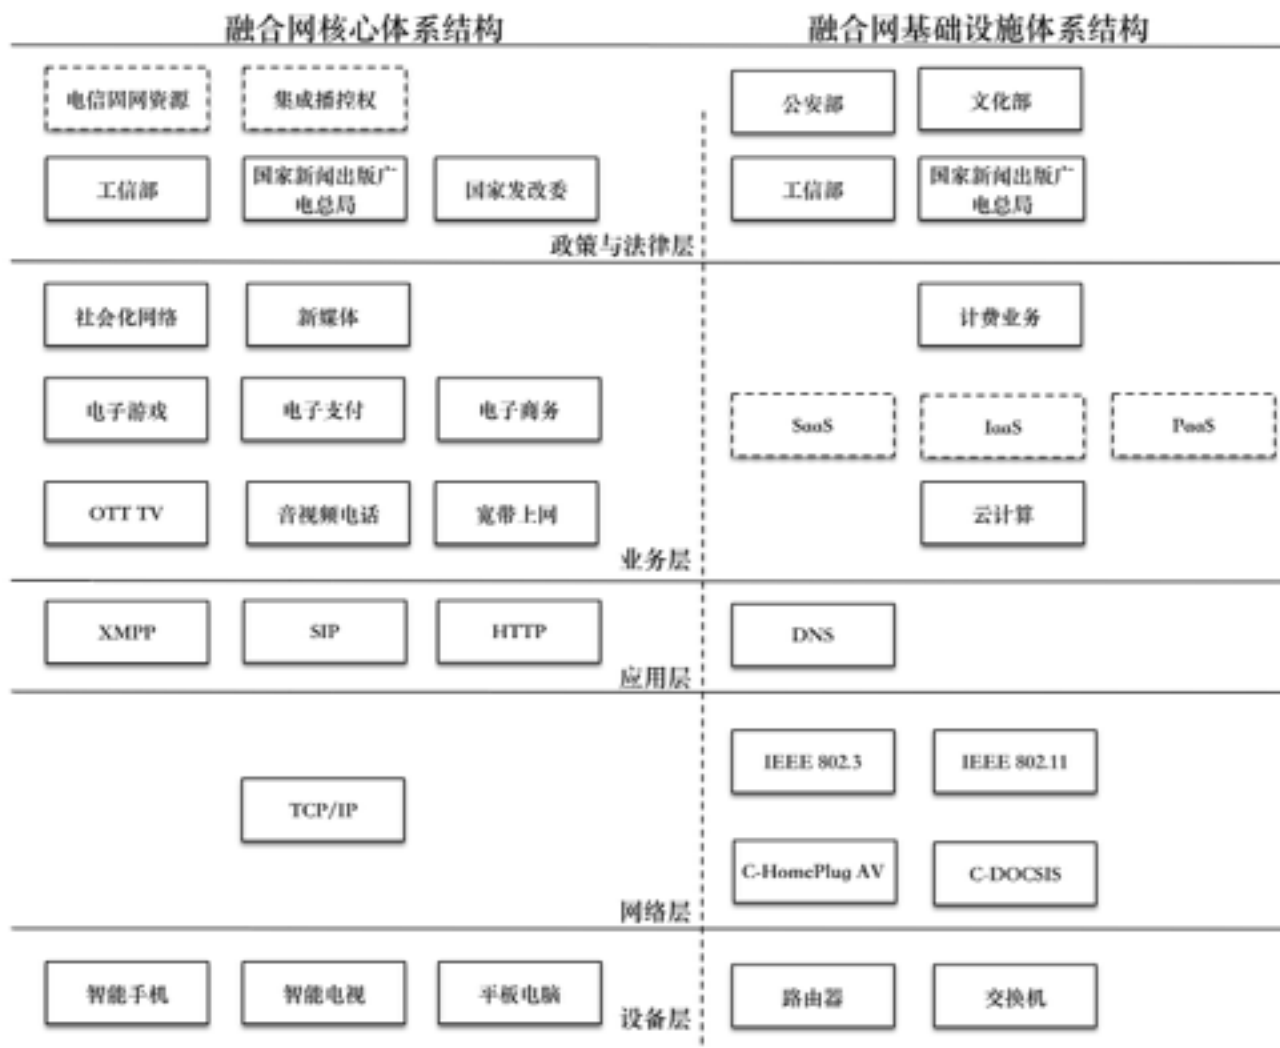 融合网核心体系结构
融合网基础设施体系结构
电信固网资源
集成播控权
公安部
文化部
工信部
国家新闻出版广
电总局
国家发改委
工信部
国家新闻出版广
电总局
政策与法律层
社会化网络
新媒体
计费业务
电子游戏
电子支付
电子商务
SaaS
IaaS
PaaS
OTT TV
音视频电话
宽带上网
云计算
业务层
XMPP
SIP
HTTP
DNS
应用层
IEEE 802.3
IEEE 802.11
TCP/IP
C-HomePlug AV
C-DOCSIS
网络层
智能手机
智能电视
平板电脑
路由器
交换机
设备层